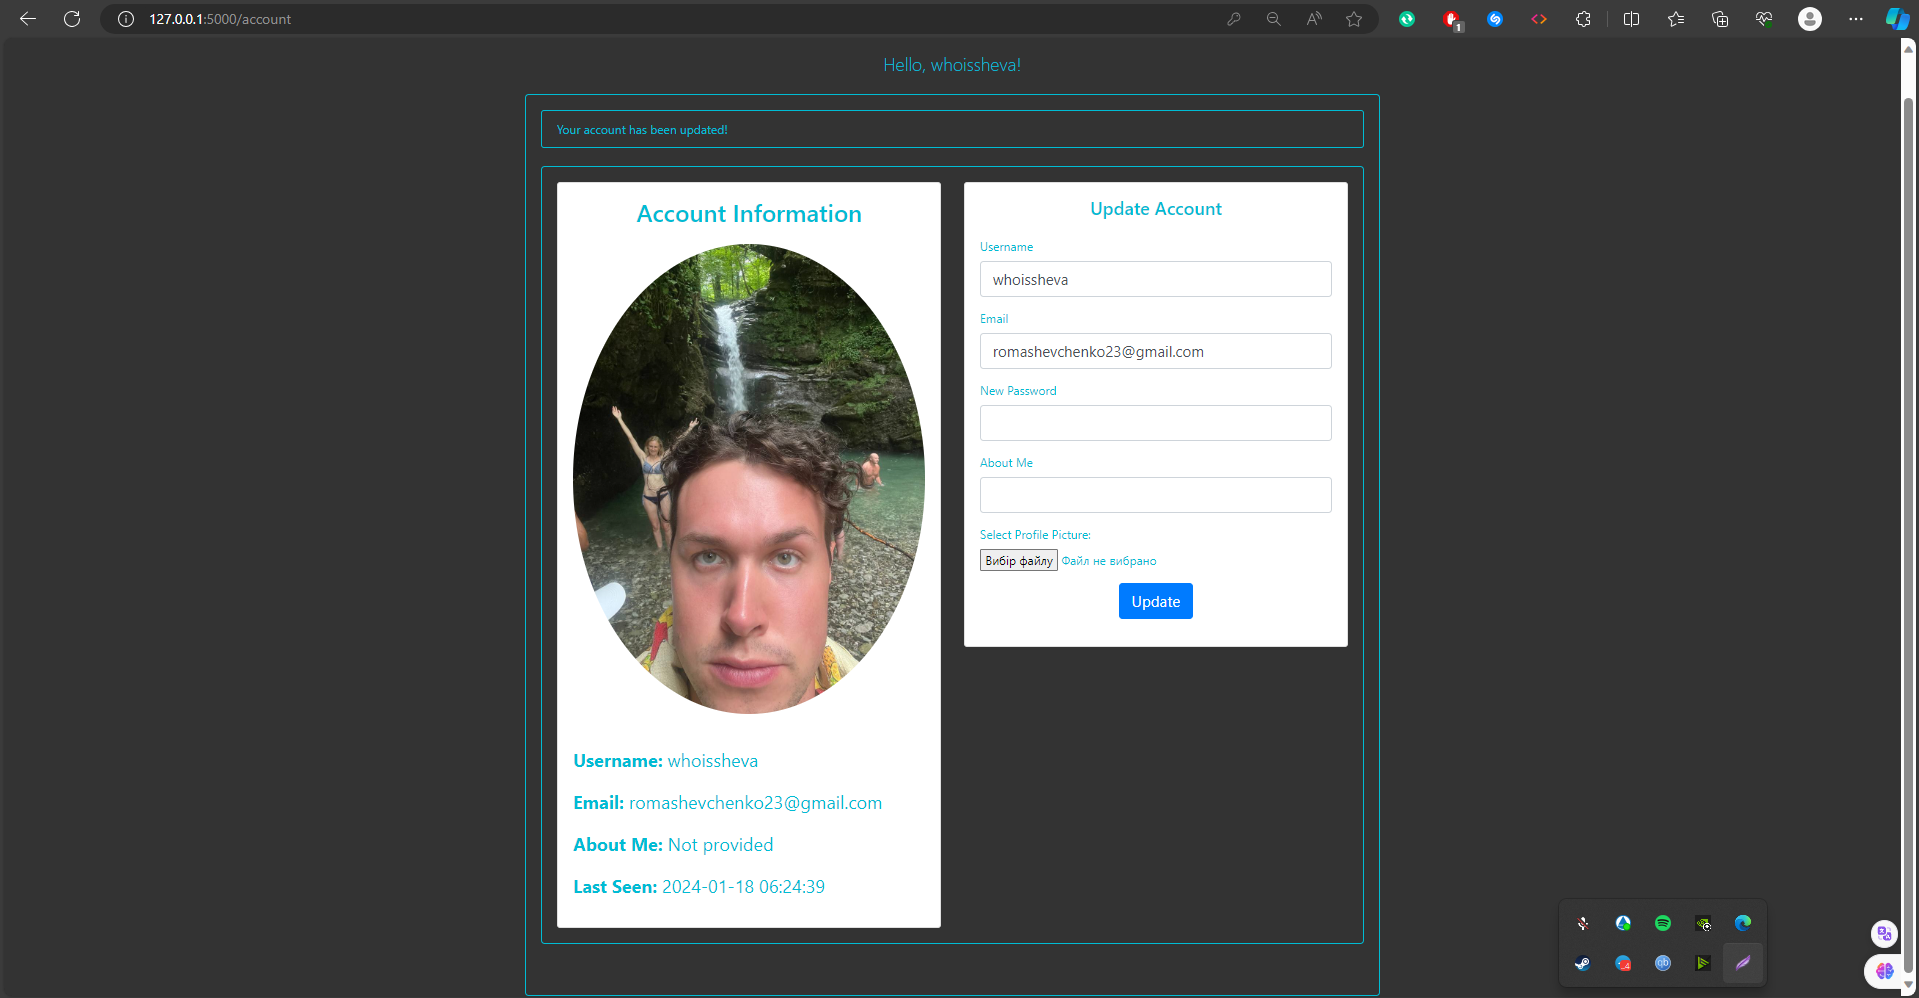 127.0.0.1:5000/account
1
Hello, whoissheva!
Your account has been updated!
Account Information
Username: whoissheva
Email: romashevchenko23@gmail.com
About Me: Not provided
Last Seen: 2024-01-18 06:24:39
Update Account
Username
whoissheva
Email
romashevchenko23@gmail.com
New Password
About Me
Select Profile Picture:
Вибір файлу Файл не вибрано
Update
qb